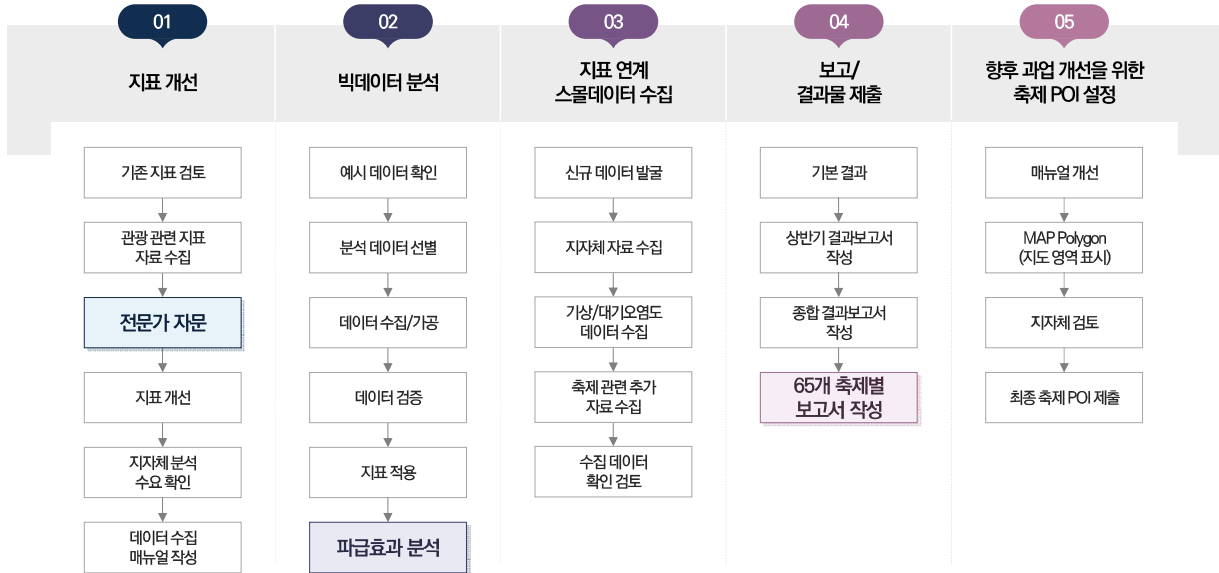 01
지표 개선
기존 지표 검토
관광 관련 지표
자료 수집
전문가 자문
지표 개선
지자체 분석
수요 확인
데이터 수집
매뉴얼 작성
02
빅데이터 분석
예시 데이터 확인
분석 데이터 선별
데이터 수집/가공
데이터 검증
지표 적용
파급효과 분석
03
지표 연계
스몰데이터 수집
신규 데이터 발굴
지자체 자료 수집
기상/대기오염도
데이터 수집
축제 관련 추가
자료 수집
수집 데이터
확인 검토
04
보고/
결과물 제출
기본 결과
상반기 결과보고서
작성
종합 결과보고서
작성
65개 축제별
보고서 작성
05
향후 과업 개선을 위한
축제 POI 설정
매뉴얼 개선
MAP Polygon
(지도 영역 표시)
지자체 검토
최종 축제 POI 제출